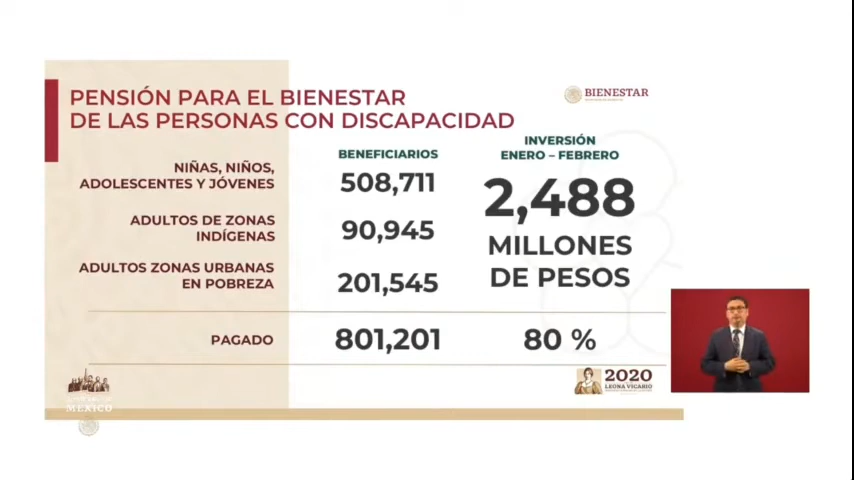 PENSIÓN PARA EL BIENESTAR
DE LAS PERSONAS CON DISCAPACIDAD
BIENESTAR
BENEFICIARIOS
INVERSIÓN
ENERO – FEBRERO
NIÑAS, NIÑOS,
ADOLESCENTES Y JÓVENES
508,711
2,488
MILLONES
DE PESOS
ADULTOS DE ZONAS
INDÍGENAS
90,945
ADULTOS ZONAS URBANAS
EN POBREZA
201,545
PAGADO
801,201
80 %
2020
LEONA VICARIO
MÉXICO